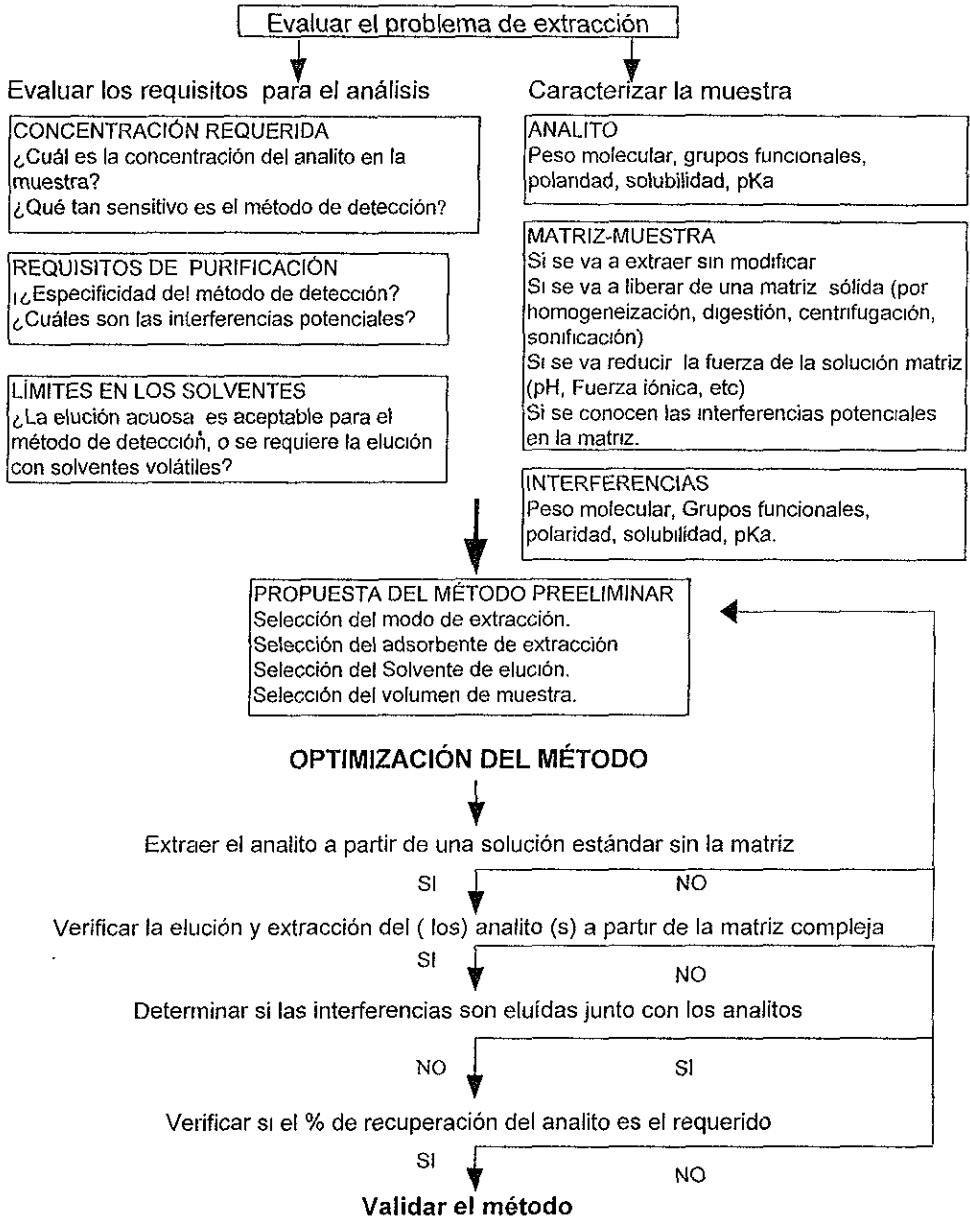 Evaluar el problema de extracción
Evaluar los requisitos para el análisis
CONCENTRACIÓN REQUERIDA
¿Cuál es la concentración del analito en la
muestra?
¿Qué tan sensitivo es el método de detección?
REQUISITOS DE PURIFICACIÓN
¿Especificidad del método de detección?
¿Cuáles son las interferencias potenciales?
LÍMITES EN LOS SOLVENTES
¿La elución acuosa es aceptable para el
método de detección, o se requiere la elución
con solventes volátiles?
Caracterizar la muestra
ANALITO
Peso molecular, grupos funcionales,
polaridad, solubilidad, pKa
MATRIZ-MUESTRA
Si se va a extraer sin modificar
Si se va a liberar de una matriz sólida (por
homogeneización, digestión, centrifugación,
sonificación)
Si se va reducir la fuerza de la solución matriz
(pH, Fuerza iónica, etc)
Si se conocen las interferencias potenciales
en la matriz.
INTERFERENCIAS
Peso molecular, Grupos funcionales,
polaridad, solubilidad, pKa.
PROPUESTA DEL MÉTODO PREELIMINAR
Selección del modo de extracción.
Selección del adsorbente de extracción
Selección del Solvente de elución.
Selección del volumen de muestra.
OPTIMIZACIÓN DEL MÉTODO
Extraer el analito a partir de una solución estándar sin la matriz
SI NO
Verificar la elución y extracción del ( los) analito (s) a partir de la matriz compleja
SI NO
Determinar si las interferencias son eluídas junto con los analitos
NO SI
Verificar si el % de recuperación del analito es el requerido
SI NO
Validar el método